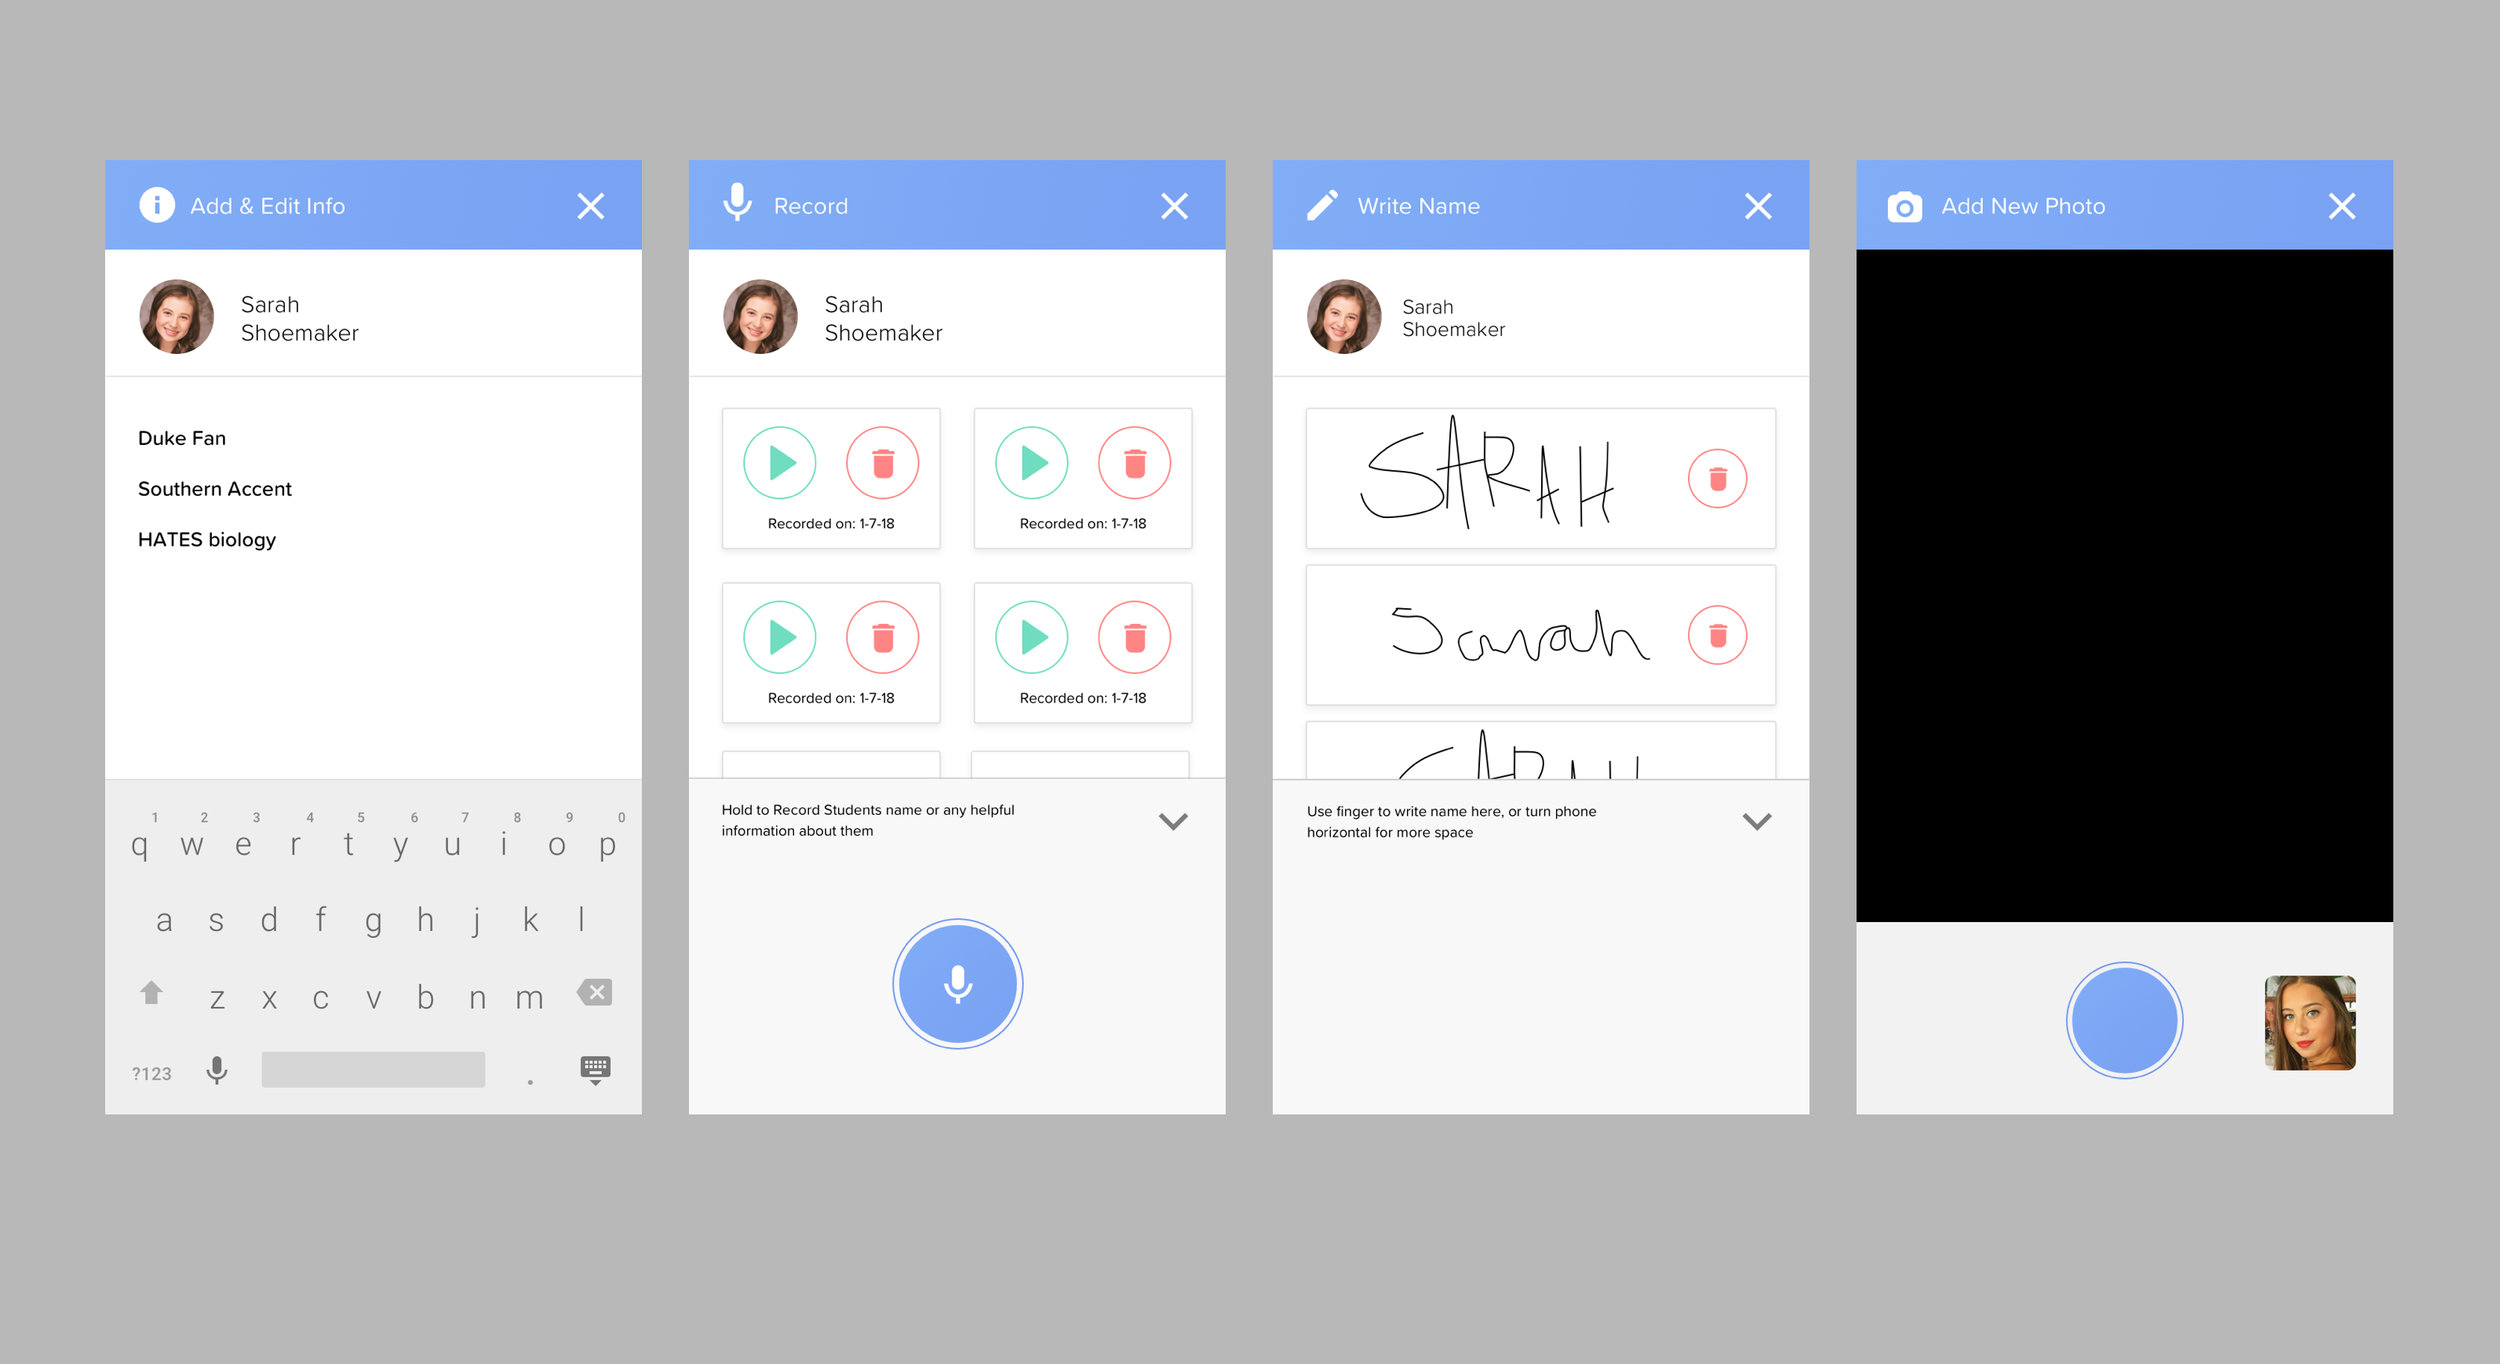 Add & Edit Info
Sarah
Shoemaker
Duke Fan
Southern Accent
HATES biology
1 2 3 4 5 6 7 8 9 0
q w e r t y u i o p
a s d f g h j k l
z x c v b n m
?123 .
Record
Sarah
Shoemaker
Recorded on: 1-7-18
Recorded on: 1-7-18
Recorded on: 1-7-18
Recorded on: 1-7-18
Hold to Record Students name or any helpful
information about them
Write Name
Sarah
Shoemaker
SARAH
Sarah
SARAH
Use finger to write name here, or turn phone
horizontal for more space
Add New Photo